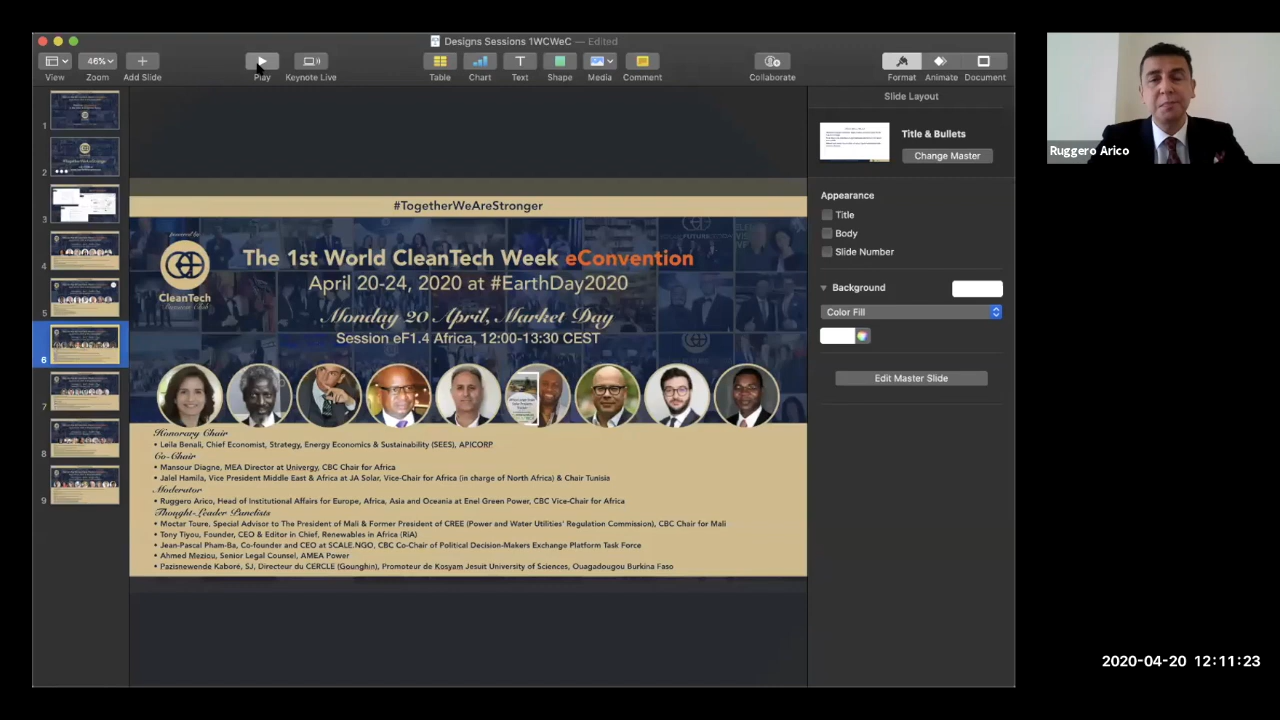 Designs Sessions 1WCWeC — Edited
View
46%
Zoom
Add Slide
Play
Keynote Live
Table
Chart
Text
Shape
Media
Comment
Collaborate
Format
Animate
Document
1
2
3
4
5
6
7
8
9
#TogetherWeAreStronger
powered by
CleanTech
Business Club
The 1st World CleanTech Week eConvention
April 20-24, 2020 at #EarthDay2020
Monday 20 April, Market Day
Session eF1.4 Africa, 12:00-13:30 CEST
Honorary Chair
• Leila Benali, Chief Economist, Strategy, Energy Economics & Sustainability (SEES), APICORP
Co-Chair
• Mansour Diagne, MEA Director at Univergy, CBC Chair for Africa
• Jalel Hamila, Vice President Middle East & Africa at JA Solar, Vice-Chair for Africa (in charge of North Africa) & Chair Tunisia
Moderator
• Ruggero Arico, Head of Institutional Affairs for Europe, Africa, Asia and Oceania at Enel Green Power, CBC Vice-Chair for Africa
Thought-Leader Panelists
• Moctar Toure, Special Advisor to The President of Mali & Former President of CREE (Power and Water Utilities' Regulation Commission), CBC Chair for Mali
• Tony Tiyou, Founder, CEO & Editor in Chief, Renewables in Africa (RiA)
• Jean-Pascal Pham-Ba, Co-founder and CEO at SCALE.NGO, CBC Co-Chair of Political Decision-Makers Exchange Platform Task Force
• Ahmed Meziou, Senior Legal Counsel, AMEA Power
• Pazisnewende Kaboré, SJ, Directeur du CERCLE (Gounghin), Promoteur de Kosyam Jesuit University of Sciences, Ouagadougou Burkina Faso
Slide Layout
Title & Bullets
Change Master
Appearance
Title
Body
Slide Number
Background
Color Fill
Edit Master Slide
Ruggero Arico
2020-04-20 12:11:23